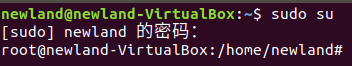 newland@newland-VirtualBox:~$ sudo su
[sudo] newland 的密码：
root@newland-VirtualBox:/home/newland#